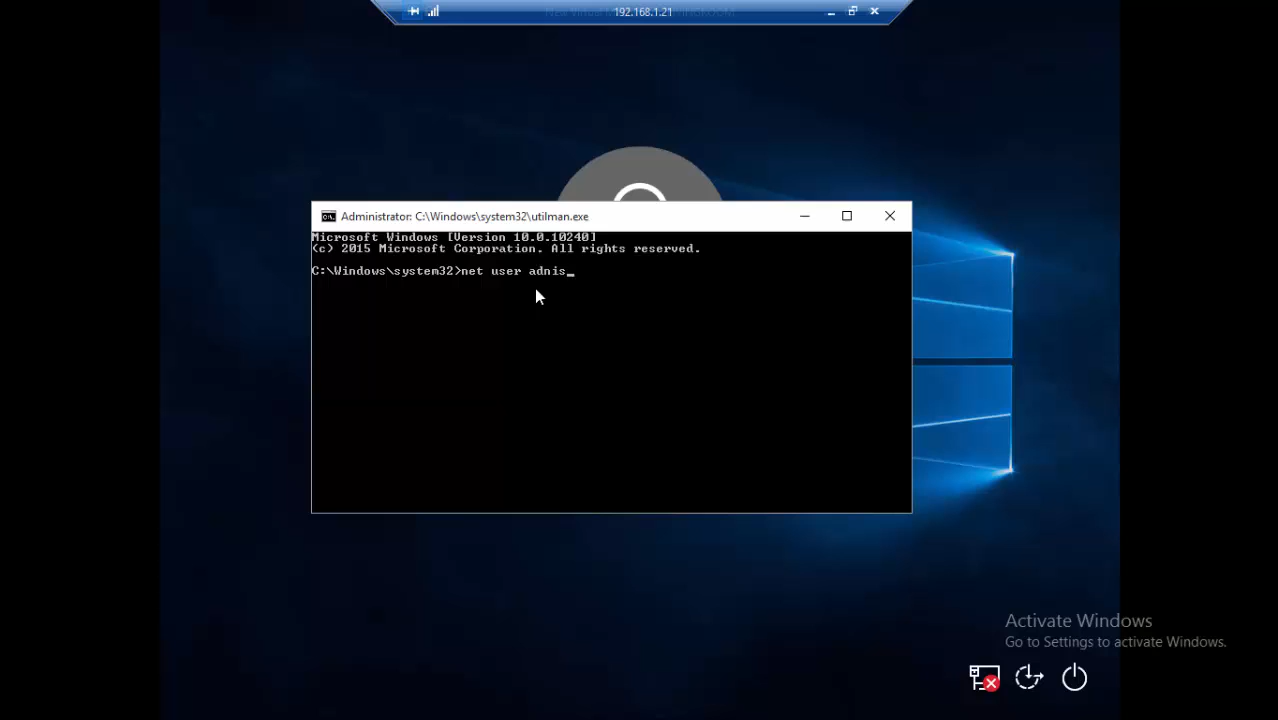 192.168.1.21
Administrator: C:\Windows\system32\utilman.exe
Microsoft Windows [Version 10.0.10240]
(c) 2015 Microsoft Corporation. All rights reserved.
C:\Windows\system32>net user adnis_
Activate Windows
Go to Settings to activate Windows.